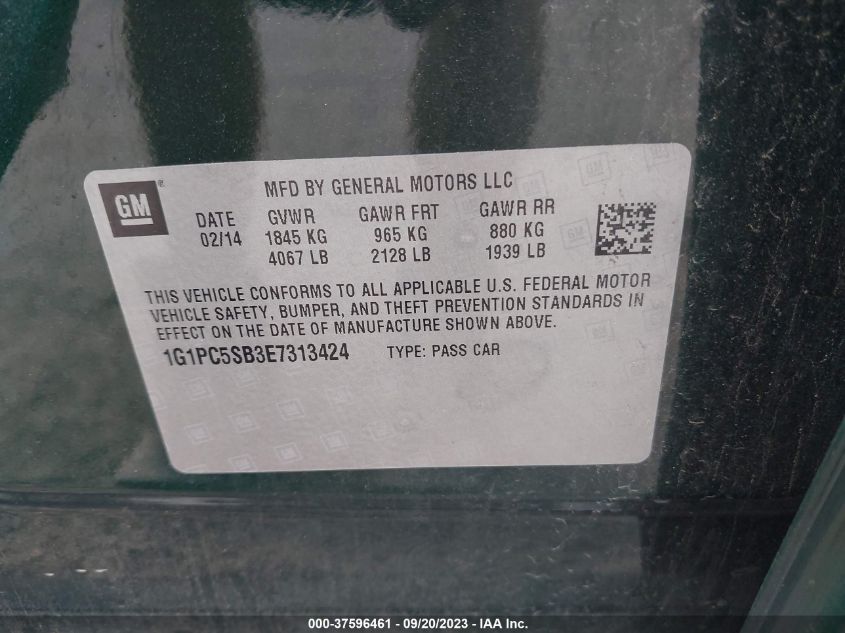 GM ® MFD BY GENERAL MOTORS LLC
DATE GVWR GAWR FRT GAWR RR
02/14 1845 KG 965 KG 880 KG
4067 LB 2128 LB 1939 LB
THIS VEHICLE CONFORMS TO ALL APPLICABLE U.S. FEDERAL MOTOR
VEHICLE SAFETY, BUMPER, AND THEFT PREVENTION STANDARDS IN
EFFECT ON THE DATE OF MANUFACTURE SHOWN ABOVE.
1G1PC5SB3E7313424 TYPE: PASS CAR
000-37596461 - 09/20/2023 - IAA Inc.